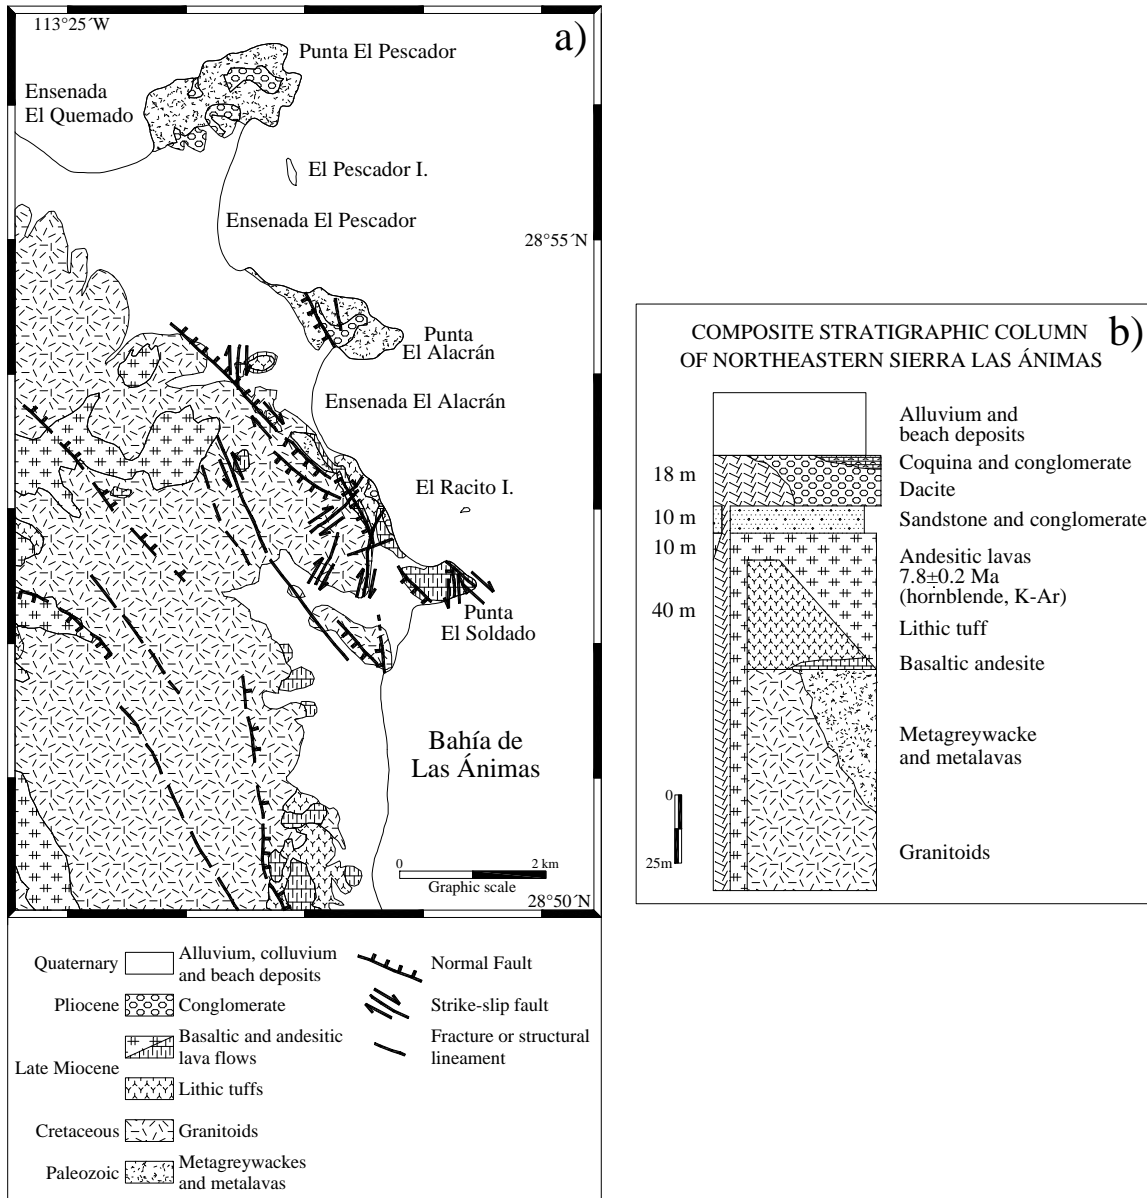 113°25´W
a)
Punta El Pescador
Ensenada
El Quemado
El Pescador I.
Ensenada El Pescador
28°55´N
Punta
El Alacrán
Ensenada El Alacrán
El Racito I.
Punta
El Soldado
Bahía de
Las Ánimas
0 2 km
Graphic scale
28°50´N
Quaternary
Alluvium, colluvium
and beach deposits
Pliocene
Conglomerate
Late Miocene
Basaltic and andesitic
lava flows
Lithic tuffs
Cretaceous
Granitoids
Paleozoic
Metagreywackes
and metalavas
Normal Fault
Strike-slip fault
Fracture or structural
lineament
b)
COMPOSITE STRATIGRAPHIC COLUMN
OF NORTHEASTERN SIERRA LAS ÁNIMAS
Alluvium and
beach deposits
Coquina and conglomerate
18 m
Dacite
10 m
Sandstone and conglomerate
10 m
Andesitic lavas
7.8±0.2 Ma
(hornblende, K-Ar)
40 m
Lithic tuff
Basaltic andesite
Metagreywacke
and metalavas
0
25m
Granitoids